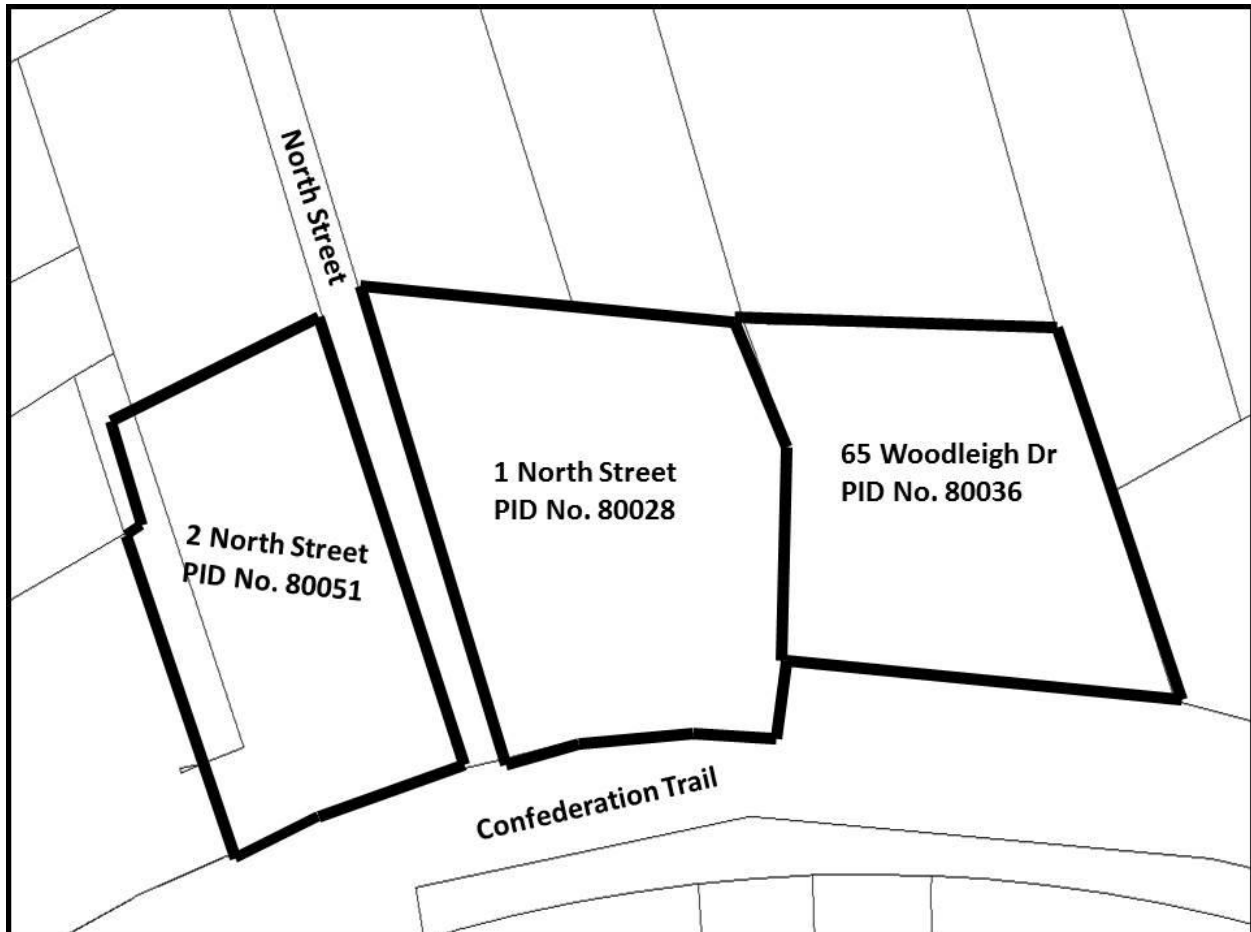 North Street
1 North Street
PID No. 80028
65 Woodleigh Dr
PID No. 80036
2 North Street
PID No. 80051
Confederation Trail